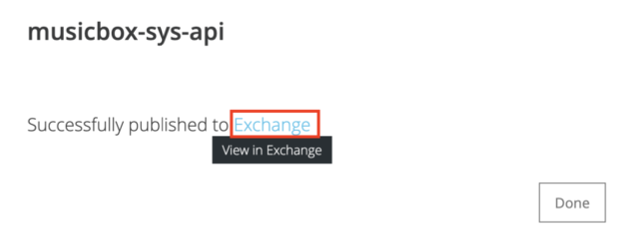 musicbox-sys-api
Successfully published to Exchange
View in Exchange
Done